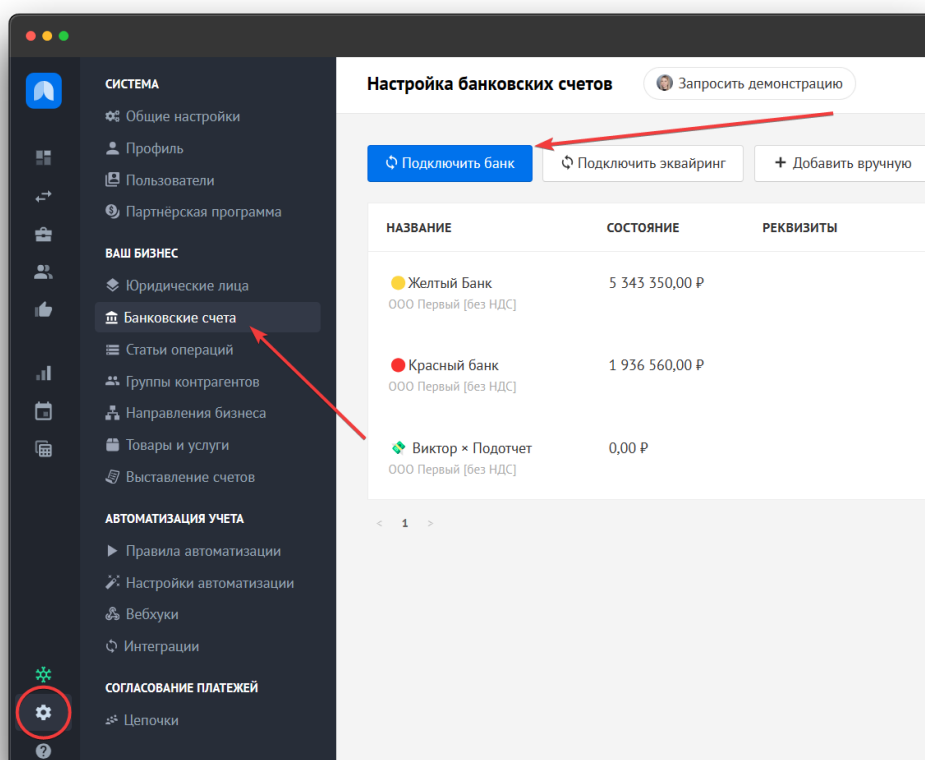 СИСТЕМА
Общие настройки
Профиль
Пользователи
Партнёрская программа
ВАШ БИЗНЕС
Юридические лица
Банковские счета
Статьи операций
Группы контрагентов
Направления бизнеса
Товары и услуги
Выставление счетов
АВТОМАТИЗАЦИЯ УЧЕТА
Правила автоматизации
Настройки автоматизации
Вебхуки
Интеграции
СОГЛАСОВАНИЕ ПЛАТЕЖЕЙ
Цепочки
Настройка банковских счетов
Запросить демонстрацию
Подключить банк
Подключить эквайринг
+ Добавить вручную
НАЗВАНИЕ СОСТОЯНИЕ РЕКВИЗИТЫ
Желтый Банк 5 343 350,00 ₽
ООО Первый [без НДС]
Красный банк 1 936 560,00 ₽
ООО Первый [без НДС]
Виктор × Подотчет 0,00 ₽
ООО Первый [без НДС]
< 1 >